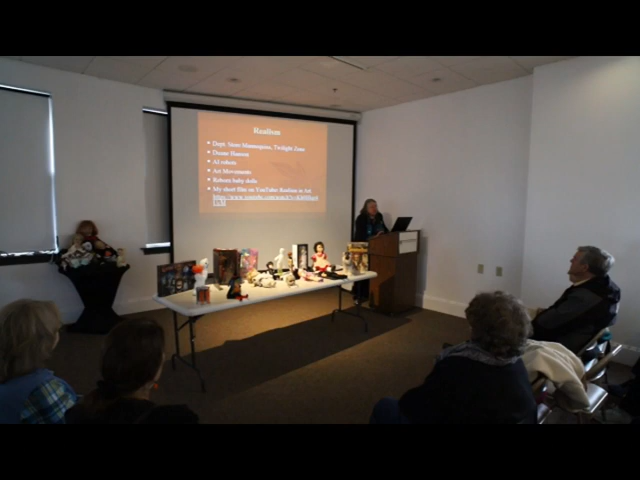 Realism
Dept. Store Mannequins, Twilight Zone
Duane Hanson
AI robots
Art Movements
Reborn baby dolls
My short film on YouTube Realism in Art